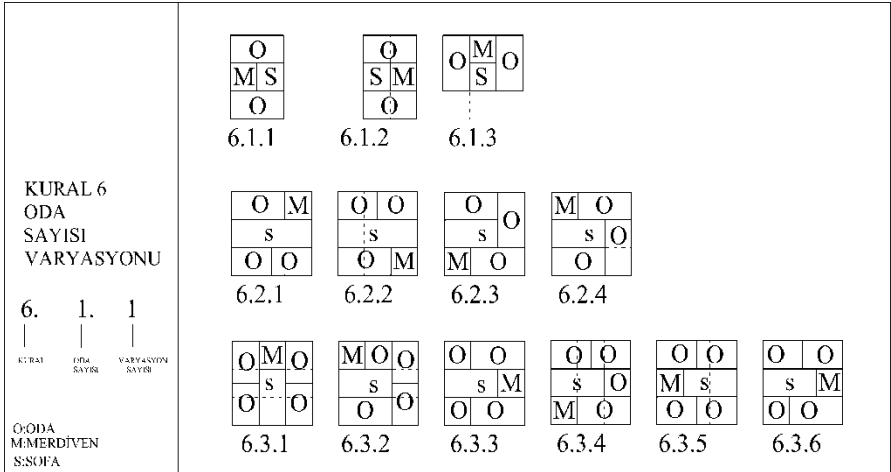 O
M S
O
6.1.1
O
S M
O
6.1.2
O M O
S
6.1.3
KURAL 6
ODA
SAYISI
VARYASYONU
O M
s
O O
6.2.1
O O
s
O M
6.2.2
O
s O
M O
6.2.3
M O
s O
O
6.2.4
6. 1. 1
KURAL ODA SAYISI VARYASYON SAYISI
O M O
s
O O
6.3.1
M O O
s
O O
6.3.2
O O
s M
O O
6.3.3
O O
s O
M O
6.3.4
O O
M s
O O
6.3.5
O O
s M
O O
6.3.6
O:ODA
M:MERDİVEN
S:SOFA